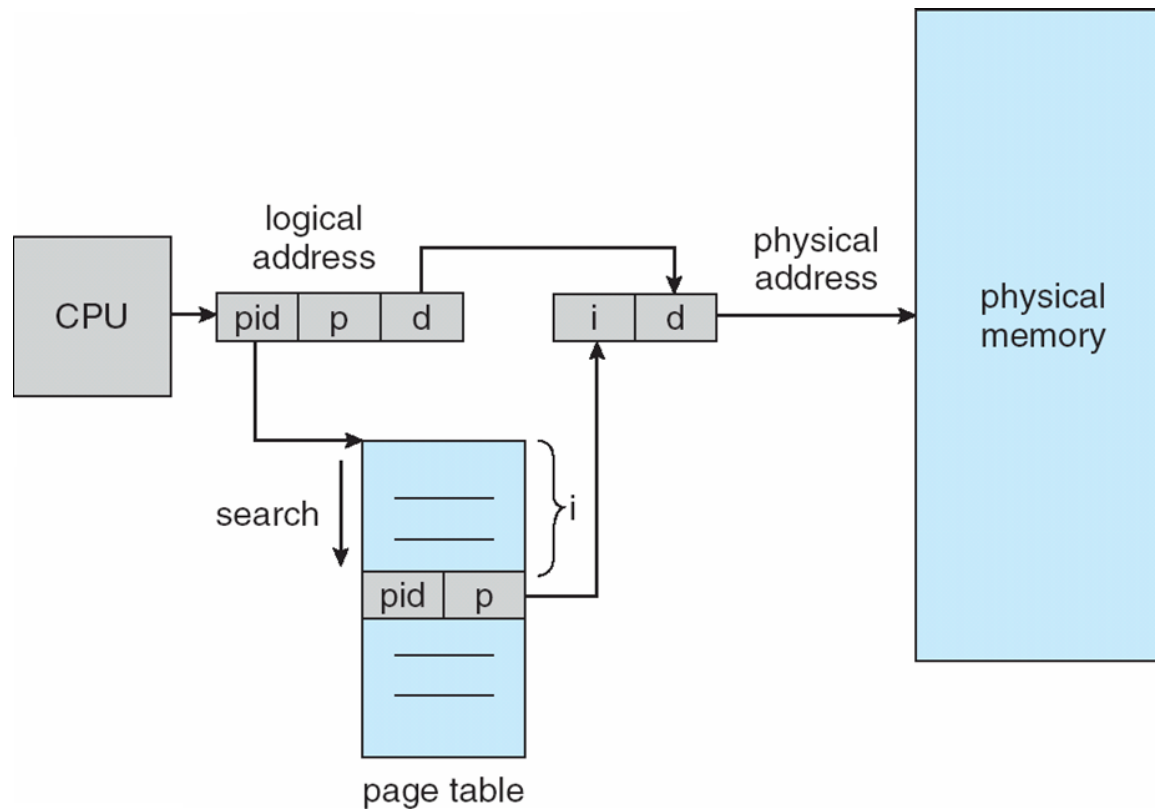 logical
address
physical
address
CPU
pid p d
i d
physical
memory
search
i
pid p
page table